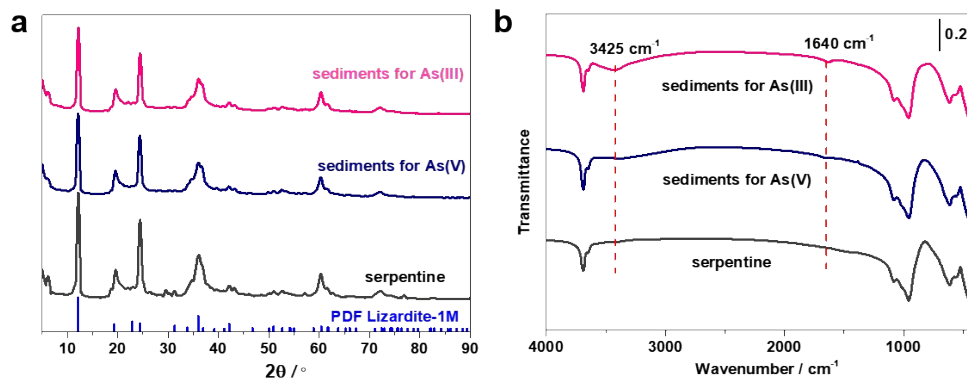 a
sediments for As(III)
sediments for As(V)
serpentine
PDF Lizardite-1M
10 20 30 40 50 60 70 80 90
2θ / °
b
3425 cm⁻¹
1640 cm⁻¹
0.2
sediments for As(III)
sediments for As(V)
serpentine
Transmittance
4000 3000 2000 1000
Wavenumber / cm⁻¹